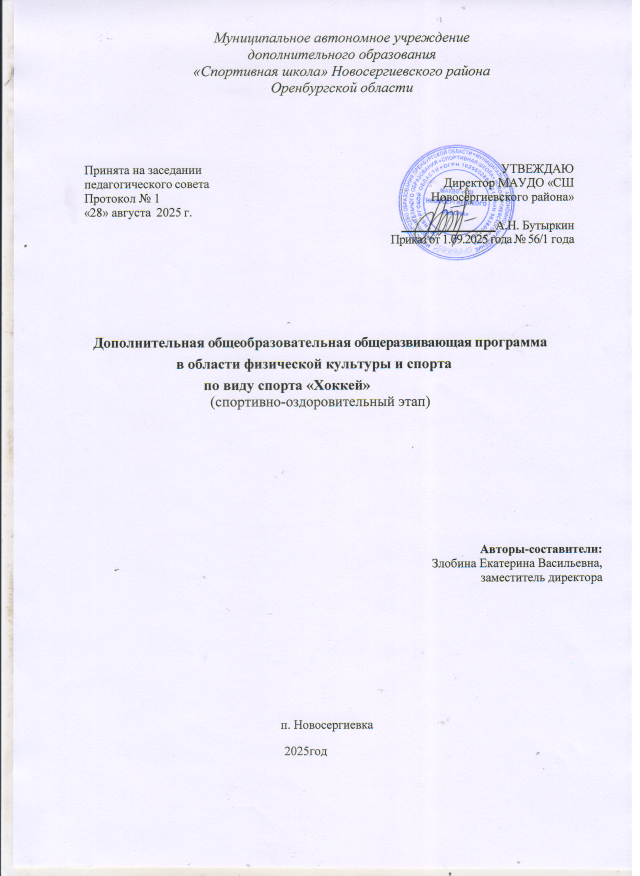 Муниципальное автономное учреждение
дополнительного образования
«Спортивная школа» Новосергиевского района
Оренбургской области
Принята на заседании
педагогического совета
Протокол № 1
«28» августа 2025 г.
УТВЕРЖДАЮ
Директор МАУДО «СШ
Новосергиевского района»
А.Н. Бутыркин
Приказ от 1.09.2025 года № 56/1 года
Дополнительная общеобразовательная общеразвивающая программа
в области физической культуры и спорта
по виду спорта «Хоккей»
(спортивно-оздоровительный этап)
Авторы-составители:
Злобина Екатерина Васильевна,
заместитель директора
п. Новосергиевка
2025год